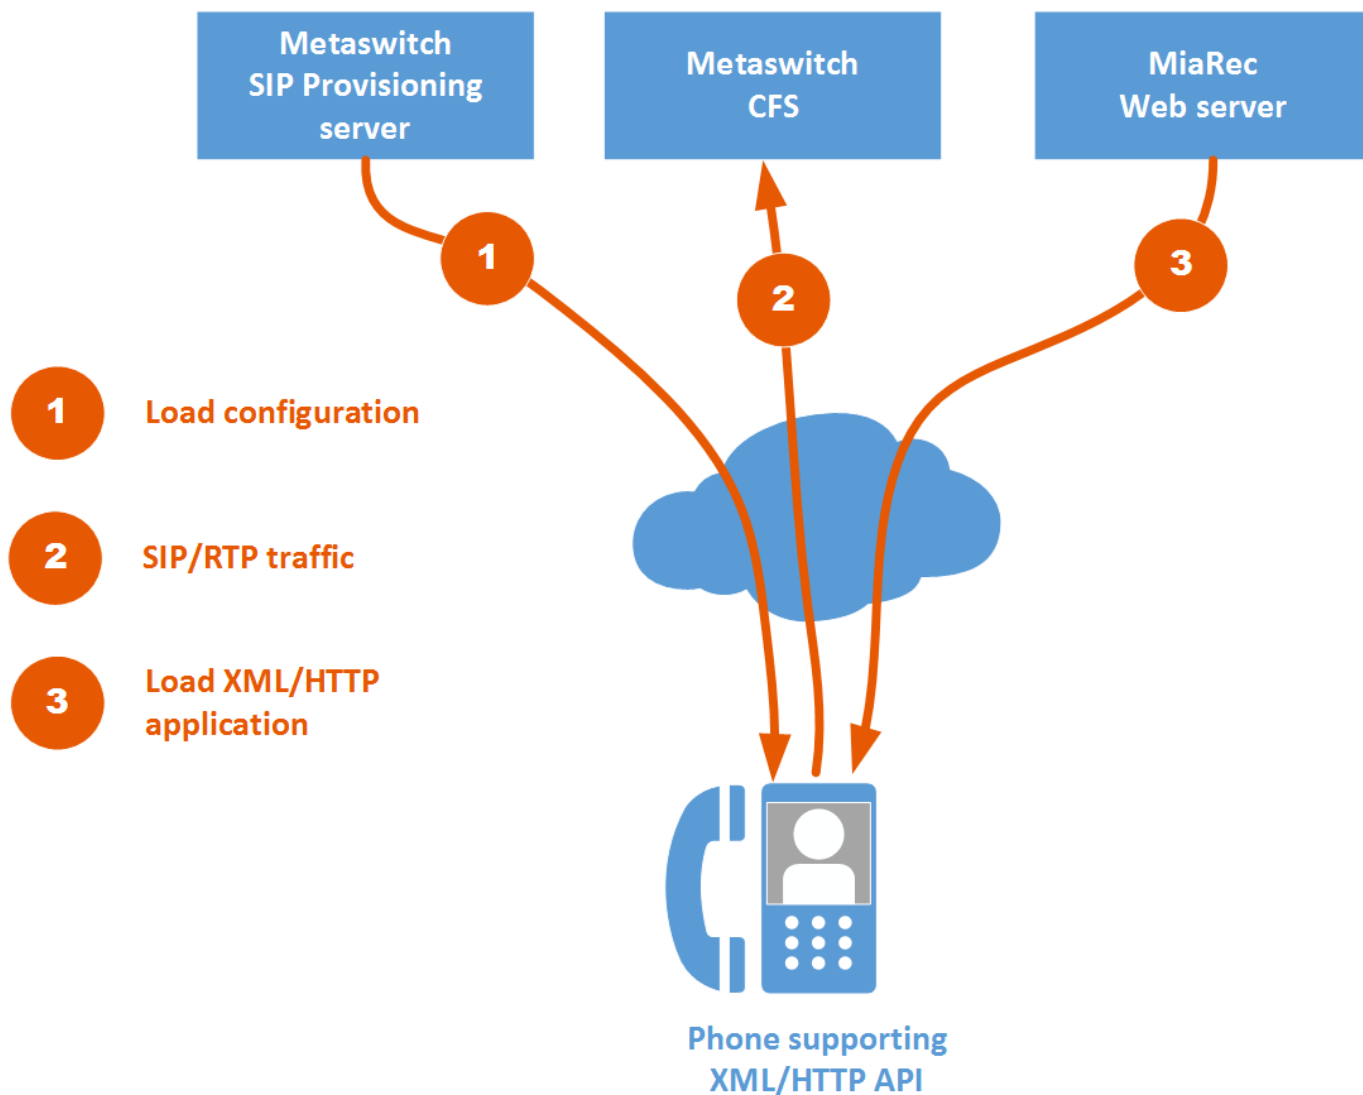 Metaswitch
SIP Provisioning
server
Metaswitch
CFS
MiaRec
Web server
1
2
3
1
Load configuration
2
SIP/RTP traffic
3
Load XML/HTTP
application
Phone supporting
XML/HTTP API